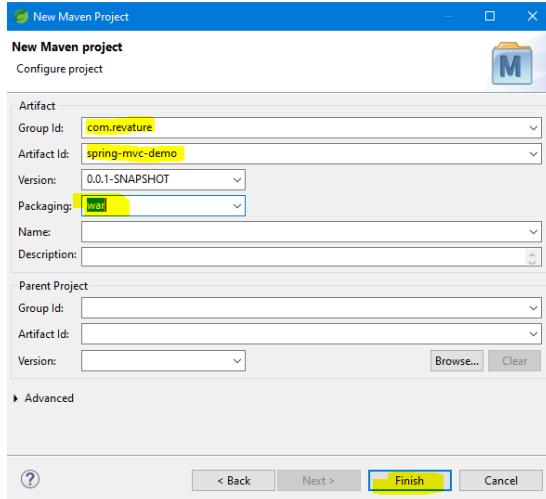 New Maven Project
New Maven project
Configure project
M
Artifact
Group Id: com.revature
Artifact Id: spring-mvc-demo
Version: 0.0.1-SNAPSHOT
Packaging: war
Name:
Description:
Parent Project
Group Id:
Artifact Id:
Version: Browse... Clear
Advanced
? < Back Next > Finish Cancel